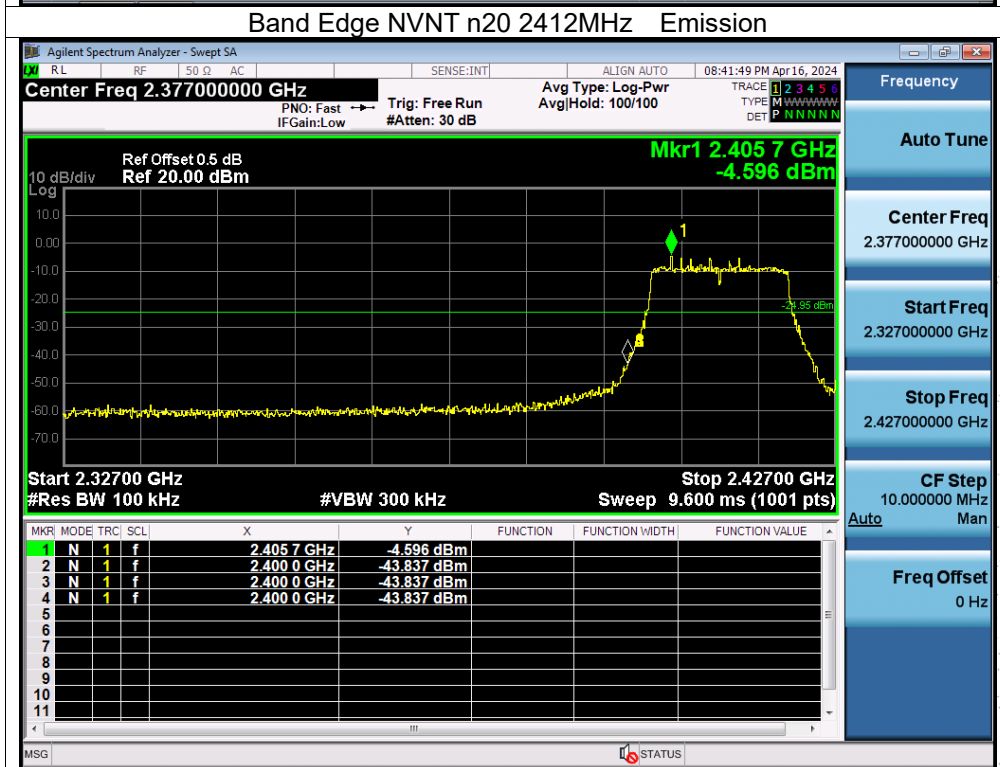 Band Edge NVNT n20 2412MHz Emission
Agilent Spectrum Analyzer - Swept SA
LXI RL RF 50 Ω AC SENSE:INT ALIGN AUTO 08:41:49 PM Apr 16, 2024
Center Freq 2.377000000 GHz
PNO: Fast
IFGain:Low
Trig: Free Run
#Atten: 30 dB
Avg Type: Log-Pwr
Avg|Hold: 100/100
TRACE 1 2 3 4 5 6
TYPE M WWWWW
DET P N N N N N
Ref Offset 0.5 dB
Ref 20.00 dBm
10 dB/div
Log
Mkr1 2.405 7 GHz
-4.596 dBm
10.0
0.00
-10.0
-20.0
-30.0
-40.0
-50.0
-60.0
-70.0
1
-24.95 dBm
Start 2.32700 GHz
Stop 2.42700 GHz
#Res BW 100 kHz
#VBW 300 kHz
Sweep 9.600 ms (1001 pts)
MKR MODE TRC SCL X Y FUNCTION FUNCTION WIDTH FUNCTION VALUE
1 N 1 f 2.405 7 GHz -4.596 dBm
2 N 1 f 2.400 0 GHz -43.837 dBm
3 N 1 f 2.400 0 GHz -43.837 dBm
4 N 1 f 2.400 0 GHz -43.837 dBm
5
6
7
8
9
10
11
MSG
STATUS
Frequency
Auto Tune
Center Freq
2.377000000 GHz
Start Freq
2.327000000 GHz
Stop Freq
2.427000000 GHz
CF Step
10.000000 MHz
Auto Man
Freq Offset
0 Hz